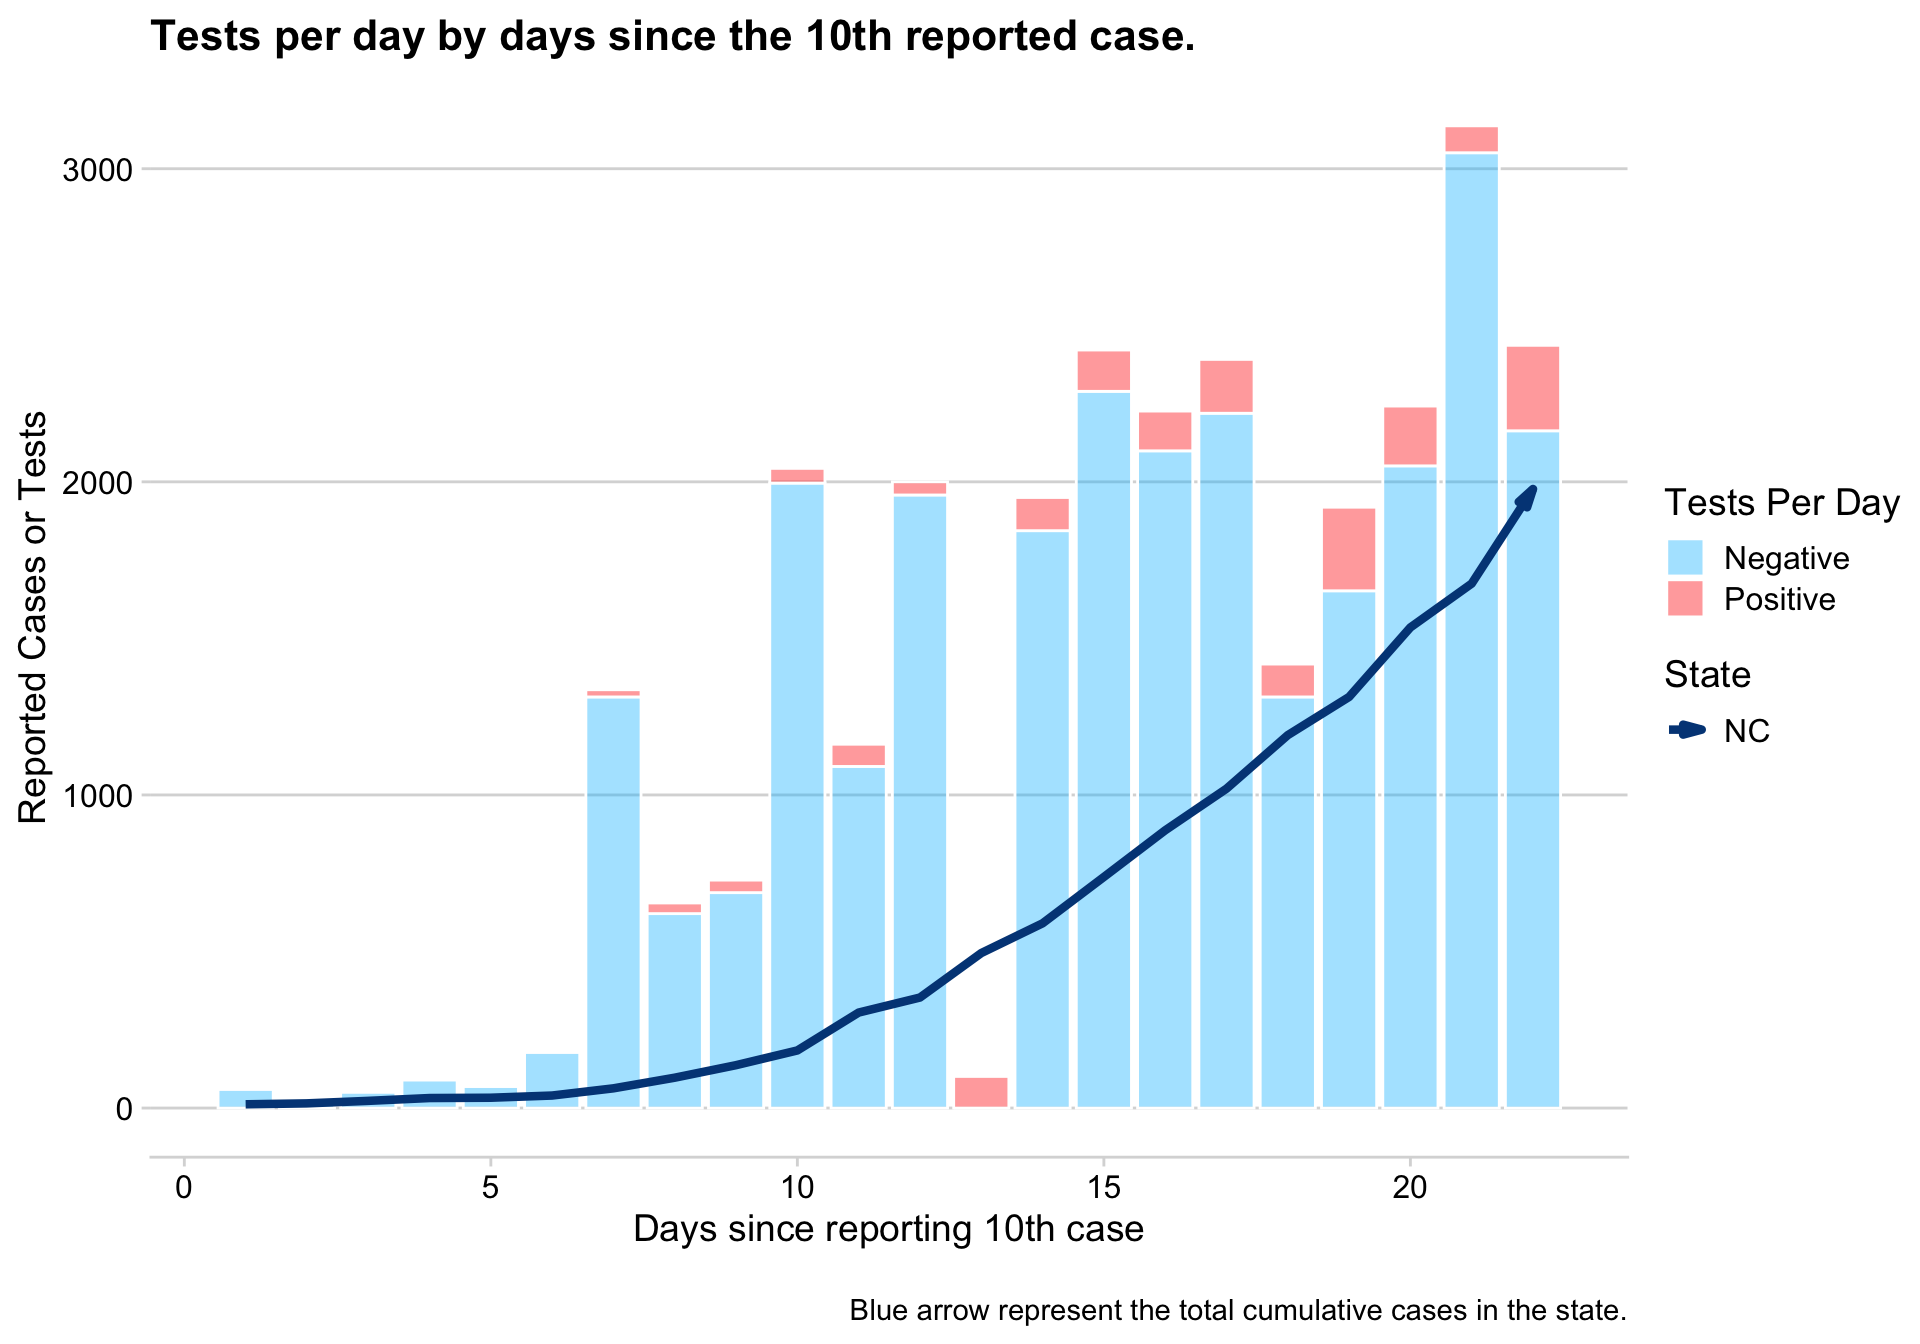 Tests per day by days since the 10th reported case.
Reported Cases or Tests
3000
2000
1000
0
0 5 10 15 20
Days since reporting 10th case
Tests Per Day
Negative
Positive
State
NC
Blue arrow represent the total cumulative cases in the state.